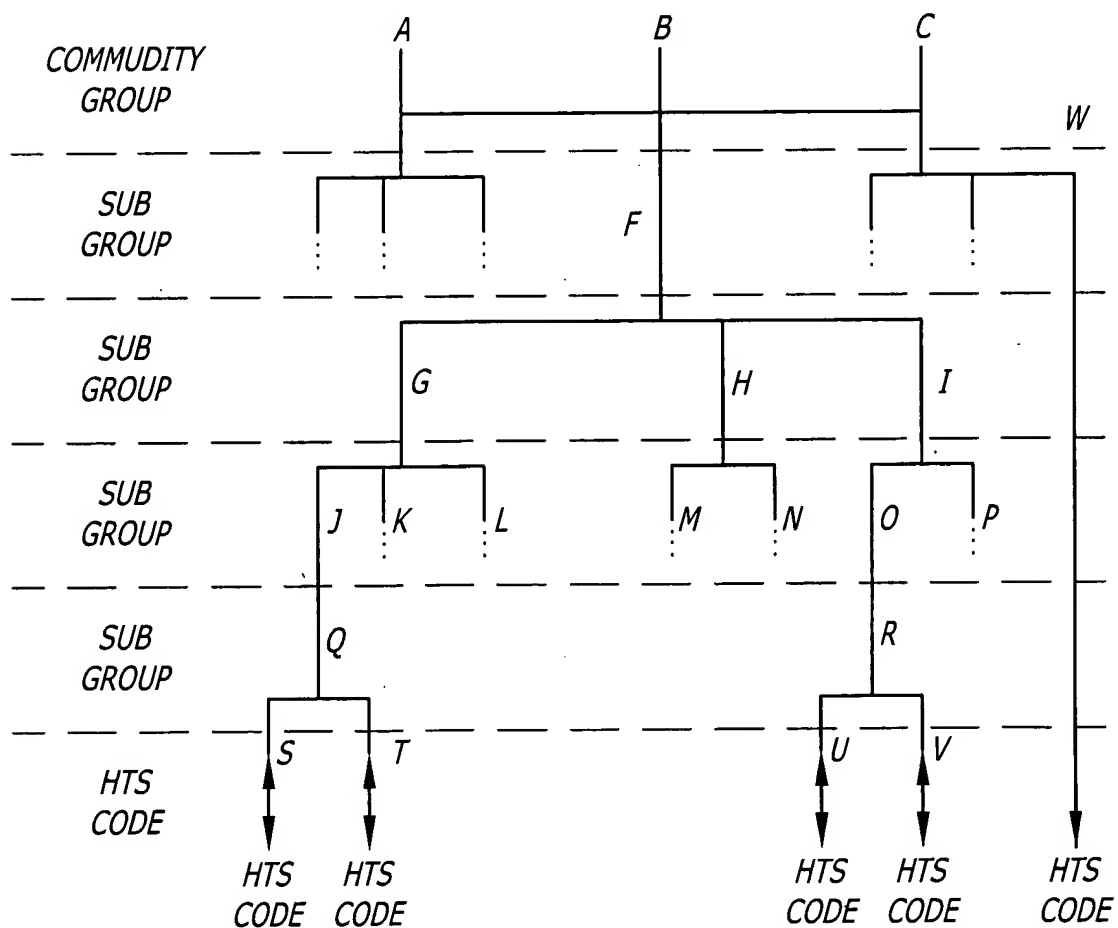 A B C
COMMUDITY
GROUP
W
SUB
GROUP
F
SUB
GROUP
G H I
SUB
GROUP
J K L M N O P
SUB
GROUP
Q R
S T U V
HTS
CODE
HTS HTS HTS HTS HTS
CODE CODE CODE CODE CODE